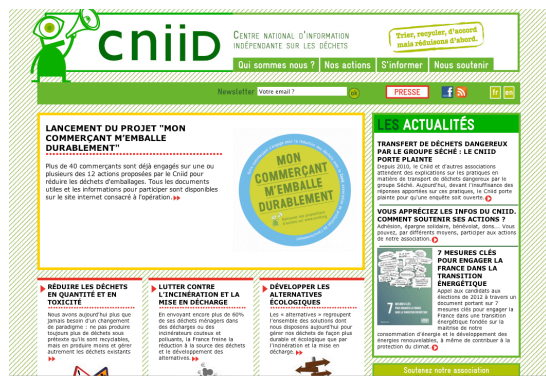 cniiD
CENTRE NATIONAL D'INFORMATION
INDÉPENDANTE SUR LES DÉCHETS
Trier, recycler, d'accord
mais réduisons d'abord.
Qui sommes nous ?
Nos actions
S'informer
Nous soutenir
Newsletter
Votre email ?
ok
PRESSE
fr
en
LANCEMENT DU PROJET "MON
COMMERÇANT M'EMBALLE
DURABLEMENT"
Plus de 40 commerçants sont déjà engagés sur une ou
plusieurs des 12 actions proposées par le Cniid pour
réduire les déchets d'emballages. Tous les documents
utiles et les informations pour participer sont disponibles
sur le site internet consacré à l'opération.
MON
COMMERÇANT
M'EMBALLE
DURABLEMENT
LES ACTUALITÉS
TRANSFERT DE DÉCHETS DANGEREUX
PAR LE GROUPE SÉCHÉ : LE CNIID
PORTE PLAINTE
Depuis 2010, le Cniid et d'autres associations
attendent des explications sur les pratiques en
matière de transport de déchets dangereux par le
groupe Séché. Aujourd'hui, devant l'insuffisance des
réponses apportées sur ces pratiques, le Cniid porte
plainte pour qu'une enquête soit ouverte.
VOUS APPRÉCIEZ LES INFOS DU CNIID.
COMMENT SOUTENIR SES ACTIONS ?
Adhésion, épargne solidaire, bénévolat, dons... Vous
pouvez, par différents moyens, participer aux actions
de notre association.
7 MESURES CLÉS
POUR ENGAGER LA
FRANCE DANS LA
TRANSITION
ÉNERGÉTIQUE
Appel aux candidats aux
élections de 2012 à travers un
document portant sur 7
mesures clés pour engager la
France dans une transition
énergétique fondée sur la
maitrise de notre
consommation d'énergie et le développement des
énergies renouvelables, à même de contribuer à la
protection du climat.
Soutenez notre association
RÉDUIRE LES DÉCHETS
EN QUANTITÉ ET EN
TOXICITÉ
Nous avons aujourd'hui plus que
jamais besoin d'un changement
de paradigme : ne pas produire
toujours plus de déchets sous
prétexte qu'ils sont recyclables,
mais en produire moins et gérer
autrement les déchets existants
LUTTER CONTRE
L'INCINÉRATION ET LA
MISE EN DÉCHARGE
En envoyant encore plus de 60%
de ses déchets ménagers dans
des décharges ou des
incinérateurs couteux et
polluants, la France freine la
réduction à la source des déchets
et le développement des
alternatives.
DÉVELOPPER LES
ALTERNATIVES
ÉCOLOGIQUES
Les « alternatives » regroupent
l'ensemble des solutions dont
nous disposons aujourd'hui pour
gérer nos déchets de façon plus
durable et écologique que par
l'incinération et la mise en
décharge.